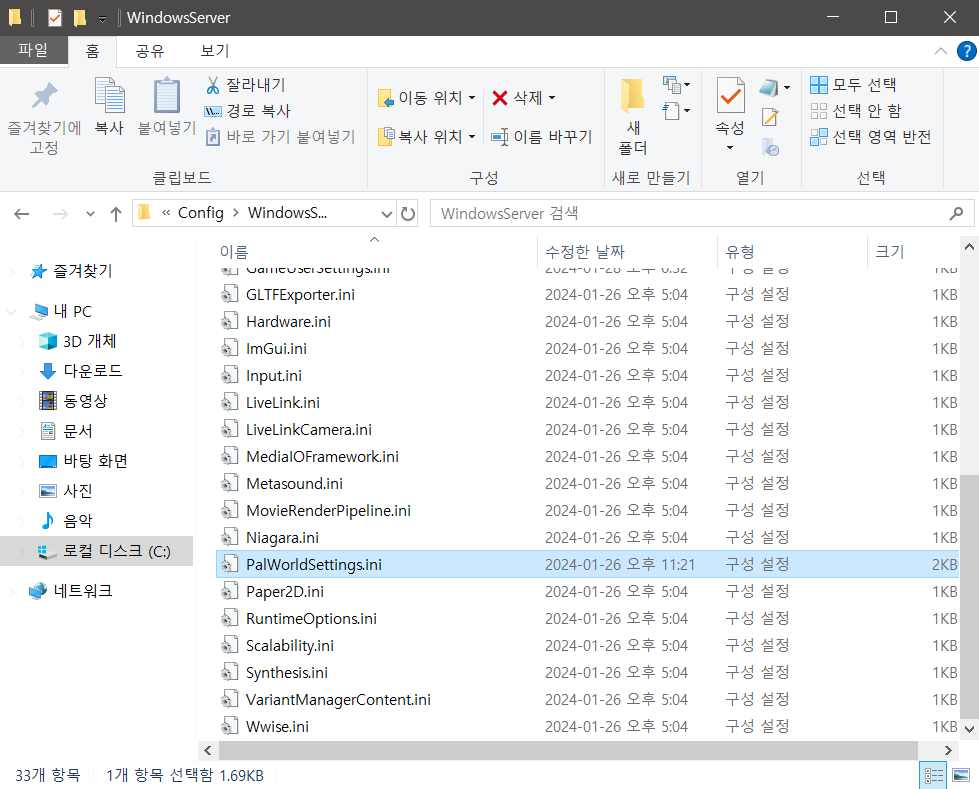 WindowsServer
파일 홈 공유 보기
즐겨찾기에 고정
복사
붙여넣기
잘라내기
경로 복사
바로 가기 붙여넣기
클립보드
이동 위치
복사 위치
삭제
이름 바꾸기
구성
새 폴더
새로 만들기
속성
열기
모두 선택
선택 안 함
선택 영역 반전
선택
« Config > WindowsS...
WindowsServer 검색
즐겨찾기
내 PC
3D 개체
다운로드
동영상
문서
바탕 화면
사진
음악
로컬 디스크 (C:)
네트워크
이름 수정한 날짜 유형 크기
GameUserSettings.ini 2024-01-26 오후 6:32 구성 설정 1KB
GLTFExporter.ini 2024-01-26 오후 5:04 구성 설정 1KB
Hardware.ini 2024-01-26 오후 5:04 구성 설정 1KB
ImGui.ini 2024-01-26 오후 5:04 구성 설정 1KB
Input.ini 2024-01-26 오후 5:04 구성 설정 1KB
LiveLink.ini 2024-01-26 오후 5:04 구성 설정 1KB
LiveLinkCamera.ini 2024-01-26 오후 5:04 구성 설정 1KB
MediaIOFramework.ini 2024-01-26 오후 5:04 구성 설정 1KB
Metasound.ini 2024-01-26 오후 5:04 구성 설정 1KB
MovieRenderPipeline.ini 2024-01-26 오후 5:04 구성 설정 1KB
Niagara.ini 2024-01-26 오후 5:04 구성 설정 1KB
PalWorldSettings.ini 2024-01-26 오후 11:21 구성 설정 2KB
Paper2D.ini 2024-01-26 오후 5:04 구성 설정 1KB
RuntimeOptions.ini 2024-01-26 오후 5:04 구성 설정 1KB
Scalability.ini 2024-01-26 오후 5:04 구성 설정 1KB
Synthesis.ini 2024-01-26 오후 5:04 구성 설정 1KB
VariantManagerContent.ini 2024-01-26 오후 5:04 구성 설정 1KB
Wwise.ini 2024-01-26 오후 5:04 구성 설정 1KB
33개 항목 1개 항목 선택함 1.69KB